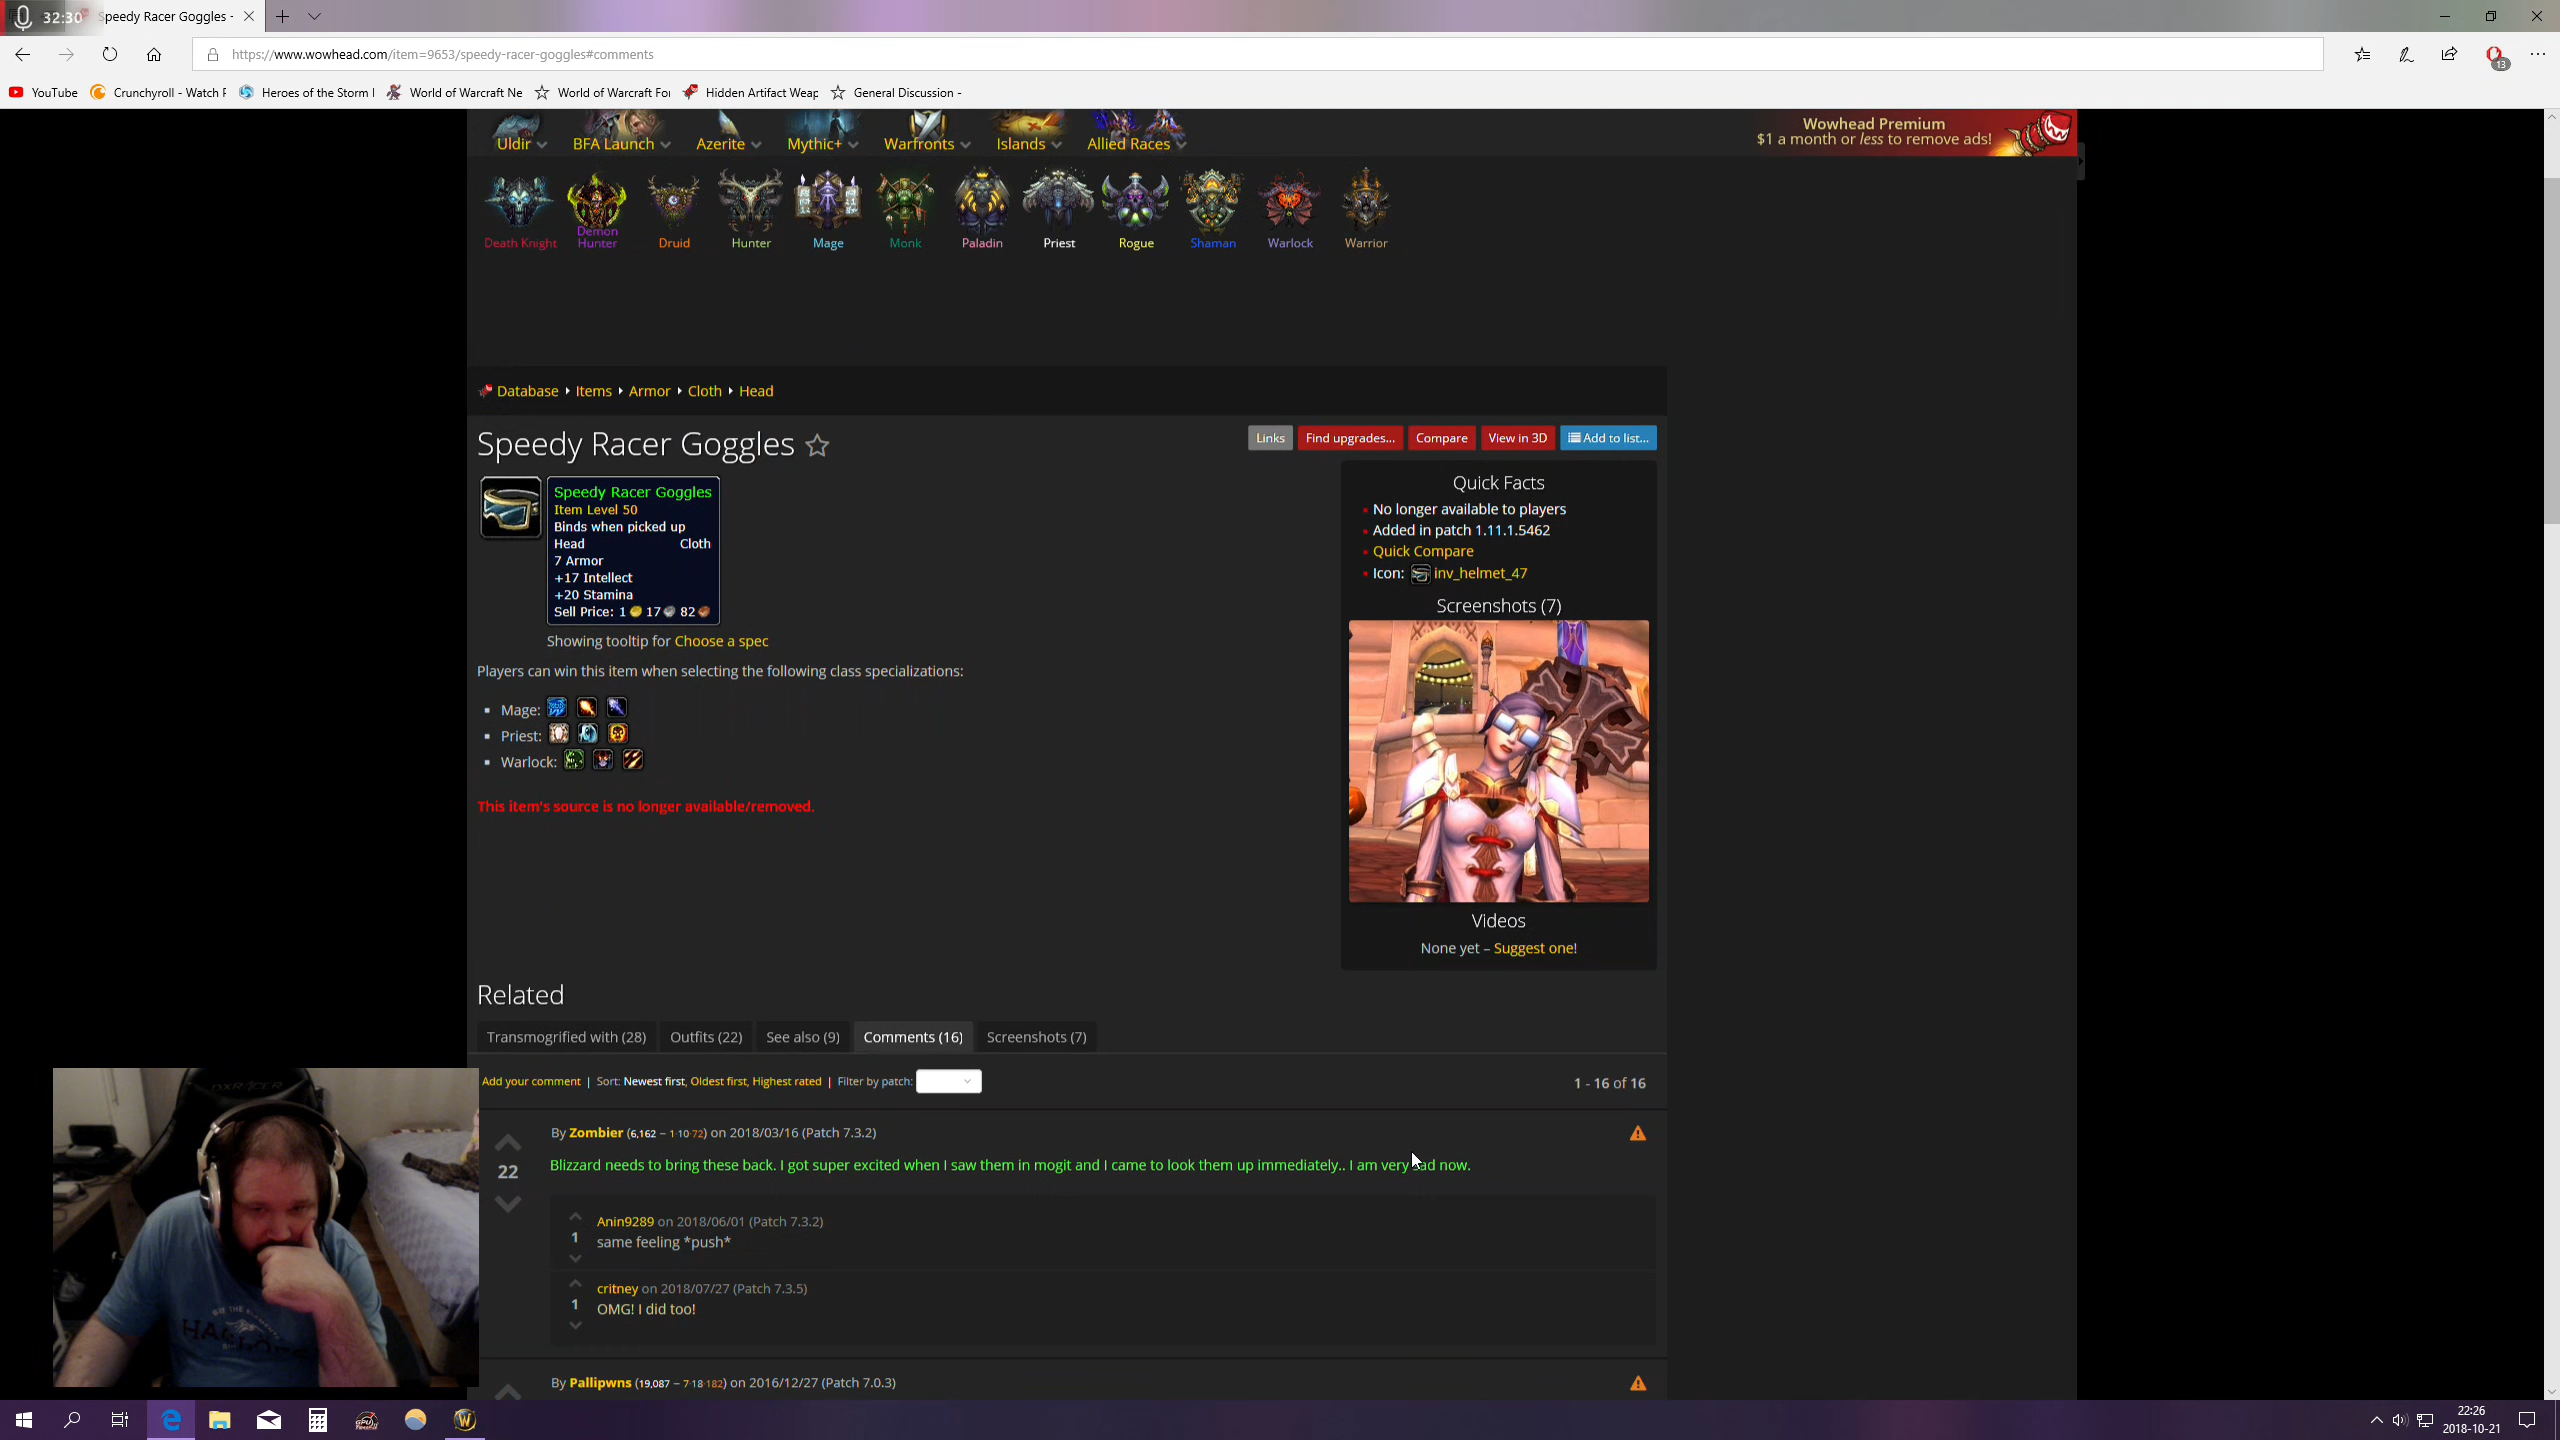 32:30 Speedy Racer Goggles -
https://www.wowhead.com/item=9653/speedy-racer-goggles#comments
13
YouTube Crunchyroll - Watch F Heroes of the Storm I World of Warcraft Ne World of Warcraft For Hidden Artifact Weap General Discussion -
Uldir BFA Launch Azerite Mythic+ Warfronts Islands Allied Races
Wowhead Premium
$1 a month or less to remove ads!
Death Knight Demon Hunter Druid Hunter Mage Monk Paladin Priest Rogue Shaman Warlock Warrior
Database Items Armor Cloth Head
Speedy Racer Goggles
Links Find upgrades... Compare View in 3D Add to list...
Speedy Racer Goggles
Item Level 50
Binds when picked up
Head Cloth
7 Armor
+17 Intellect
+20 Stamina
Sell Price: 1 17 82
Showing tooltip for Choose a spec
Players can win this item when selecting the following class specializations:
Mage:
Priest:
Warlock:
This item's source is no longer available/removed.
Quick Facts
No longer available to players
Added in patch 1.11.1.5462
Quick Compare
Icon: inv_helmet_47
Screenshots (7)
Videos
None yet – Suggest one!
Related
Transmogrified with (28) Outfits (22) See also (9) Comments (16) Screenshots (7)
Add your comment | Sort: Newest first, Oldest first, Highest rated | Filter by patch:
1 - 16 of 16
By Zombier (6,162 – 1·10·72) on 2018/03/16 (Patch 7.3.2)
22
Blizzard needs to bring these back. I got super excited when I saw them in mogit and I came to look them up immediately.. I am very sad now.
Anin9289 on 2018/06/01 (Patch 7.3.2)
1
same feeling *push*
critney on 2018/07/27 (Patch 7.3.5)
1
OMG! I did too!
By Pallipwns (19,087 – 7·18·182) on 2016/12/27 (Patch 7.0.3)
DXRACER
22:26
2018-10-21